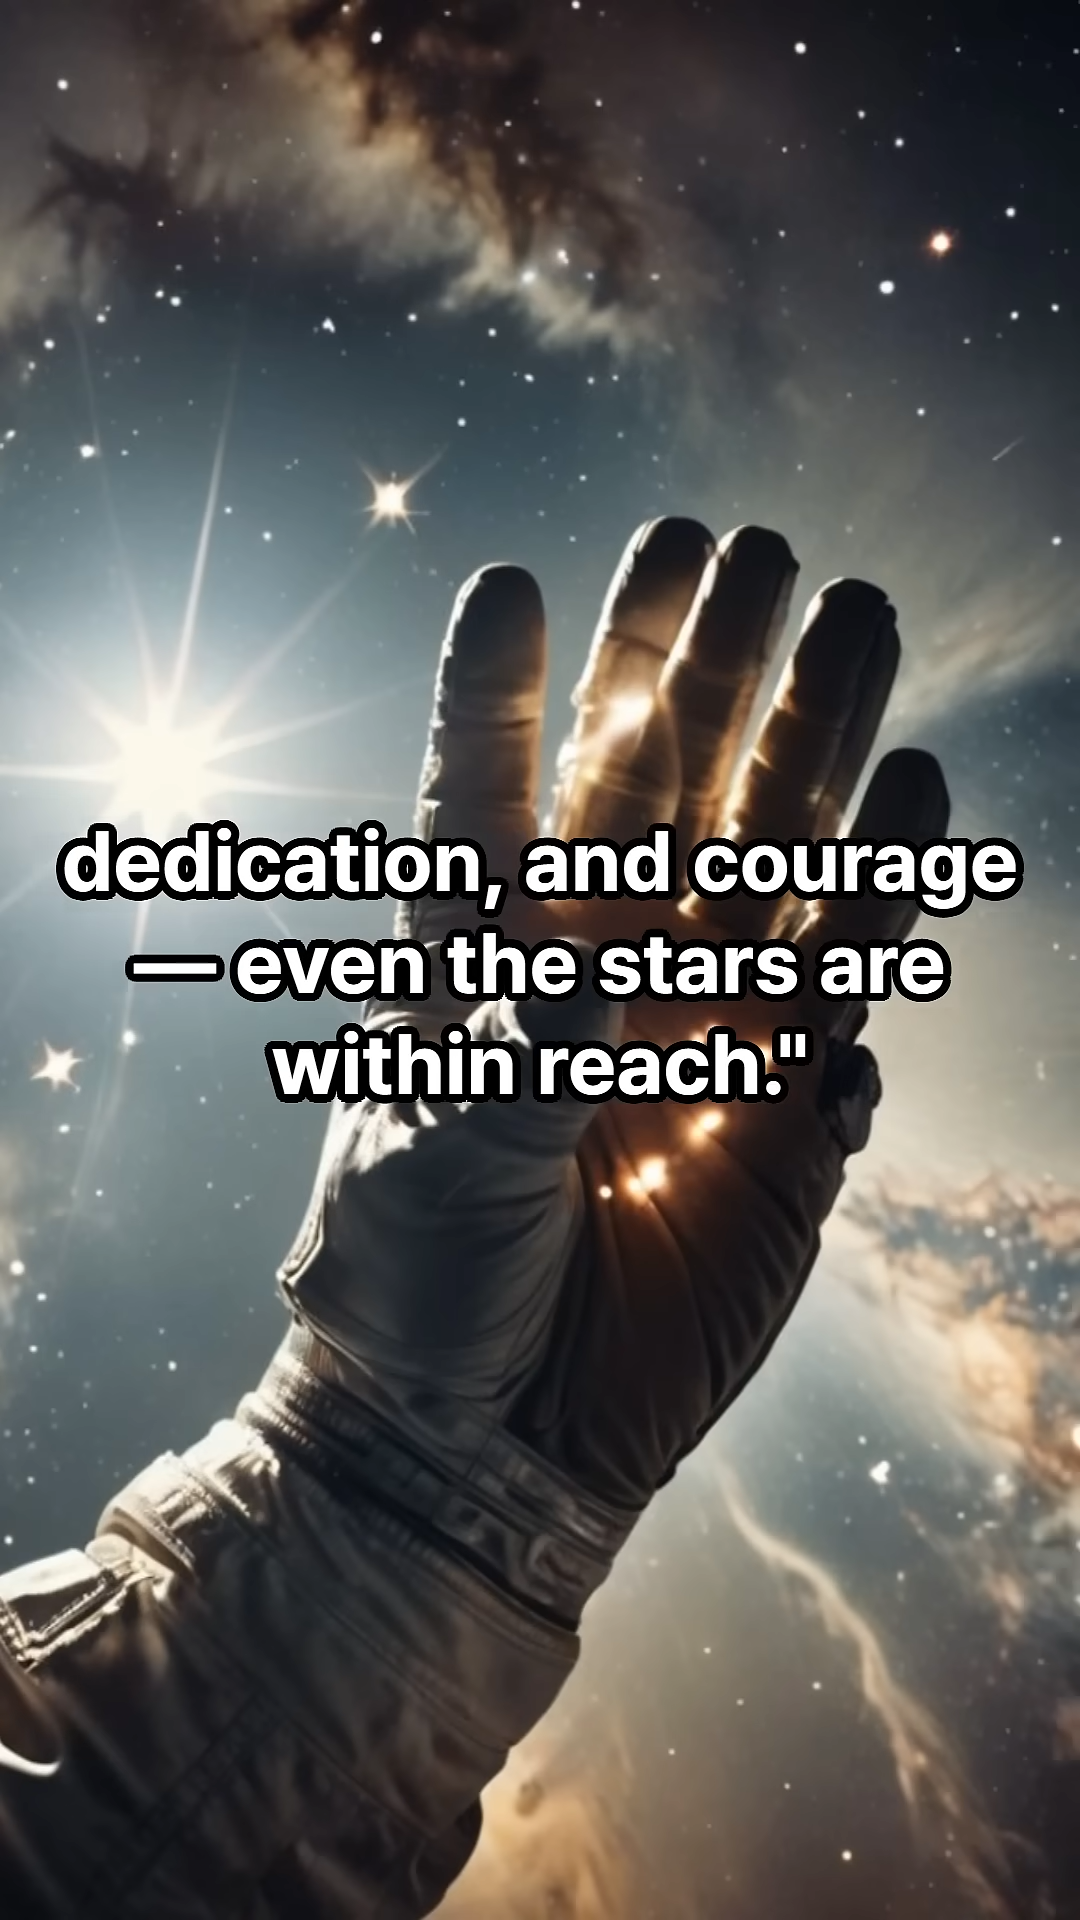 dedication, and courage
— even the stars are
within reach."